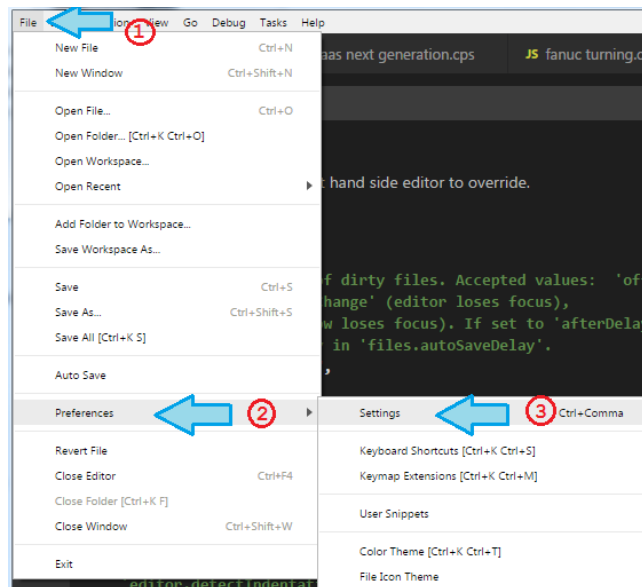 File ion View Go Debug Tasks Help
1
New File Ctrl+N
New Window Ctrl+Shift+N
aas next generation.cps JS fanuc turning.c
Open File... Ctrl+O
Open Folder... [Ctrl+K Ctrl+O]
Open Workspace...
Open Recent
t hand side editor to override.
Add Folder to Workspace...
Save Workspace As...
Save Ctrl+S
Save As... Ctrl+Shift+S
Save All [Ctrl+K S]
f dirty files. Accepted values: 'of
hange' (editor loses focus),
w loses focus). If set to 'afterDela
in 'files.autoSaveDelay'.
,
Auto Save
Preferences 2
Settings 3 Ctrl+Comma
Revert File
Close Editor Ctrl+F4
Close Folder [Ctrl+K F]
Close Window Ctrl+Shift+W
Exit
Keyboard Shortcuts [Ctrl+K Ctrl+S]
Keymap Extensions [Ctrl+K Ctrl+M]
User Snippets
Color Theme [Ctrl+K Ctrl+T]
File Icon Theme
editor.detectIndentat